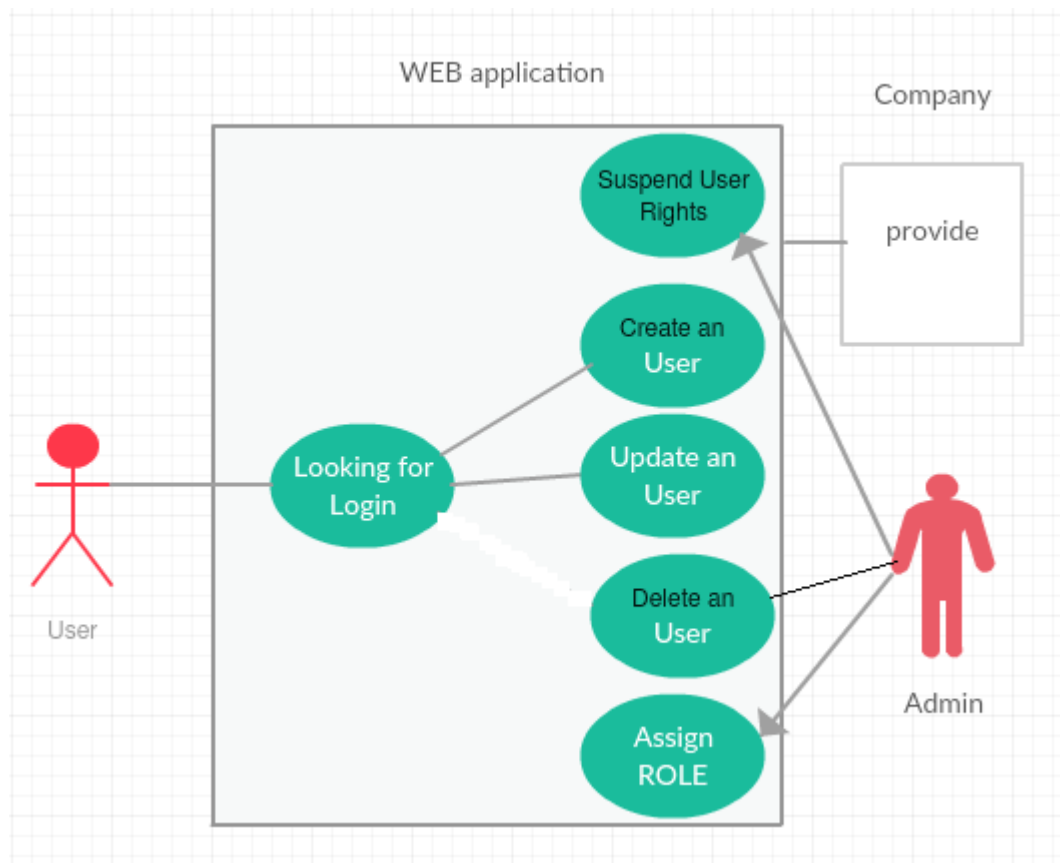 WEB application
Company
Suspend User
Rights
provide
Create an
User
Looking for
Login
Update an
User
User
Delete an
User
Admin
Assign
ROLE